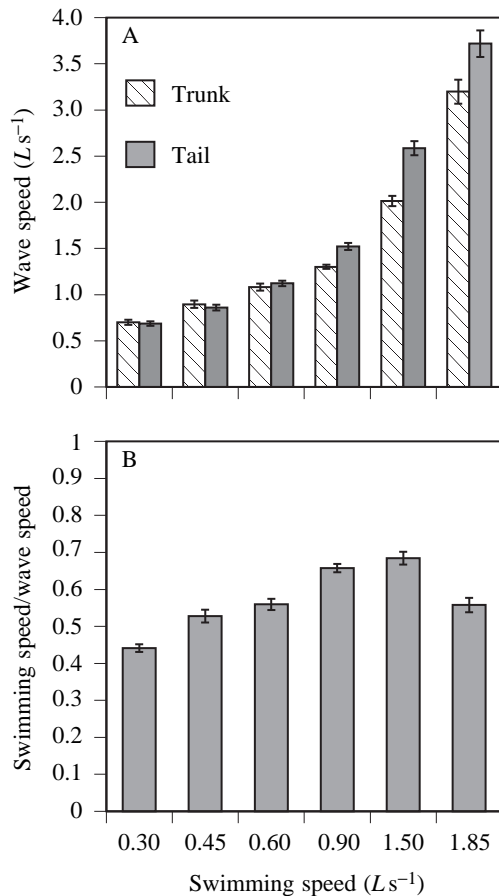 A
Trunk
Tail
Wave speed (L s⁻¹)
4.0
3.5
3.0
2.5
2.0
1.5
1.0
0.5
0
B
Swimming speed/wave speed
1
0.9
0.8
0.7
0.6
0.5
0.4
0.3
0.2
0.1
0
0.30 0.45 0.60 0.90 1.50 1.85
Swimming speed (L s⁻¹)